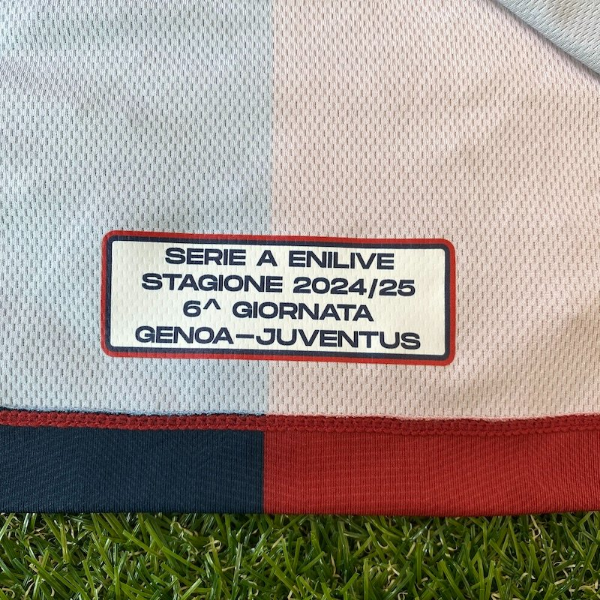 SERIE A ENILIVE
STAGIONE 2024/25
6^ GIORNATA
GENOA-JUVENTUS